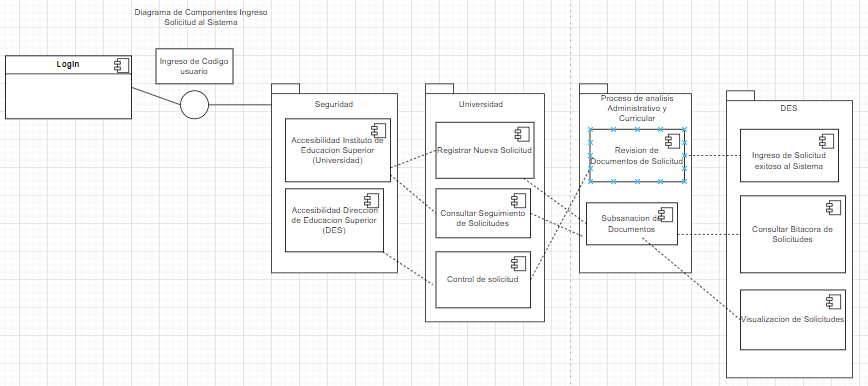 Diagrama de Componentes Ingreso
Solicitud al Sistema
LogIn
Ingreso de Codigo
usuario
Seguridad
Accesibilidad Instituto de
Educacion Superior
(Universidad)
Accesibilidad Direccion
de Educacion Superior
(DES)
Universidad
Registrar Nueva Solicitud
Consultar Seguimiento
de Solicitudes
Control de solicitud
Proceso de analisis
Administrativo y
Curricular
Revision de
Documentos de Solicitud
Subsanacion de
Documentos
DES
Ingreso de Solicitud
exitoso al Sistema
Consultar Bitacora de
Solicitudes
Visualizacion de Solicitudes